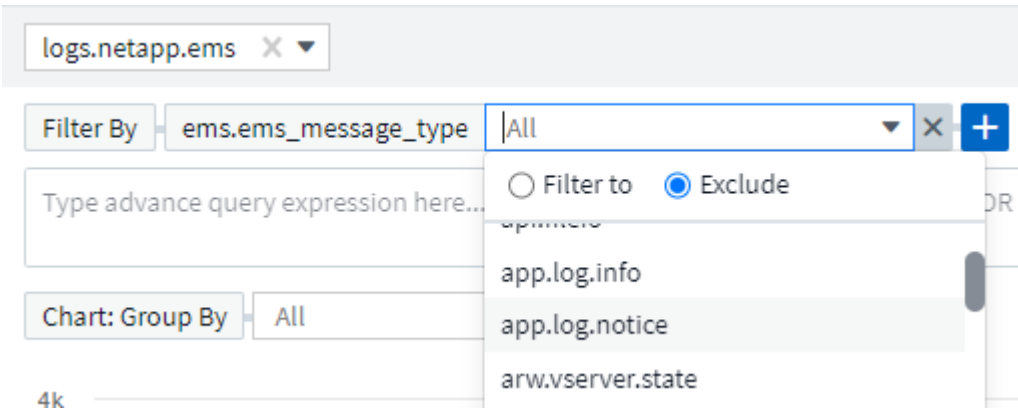 logs.netapp.ems
Filter By ems.ems_message_type All
Filter to Exclude
Type advance query expression here... OR
app.log.info
Chart: Group By All
app.log.notice
arw.vserver.state
4k